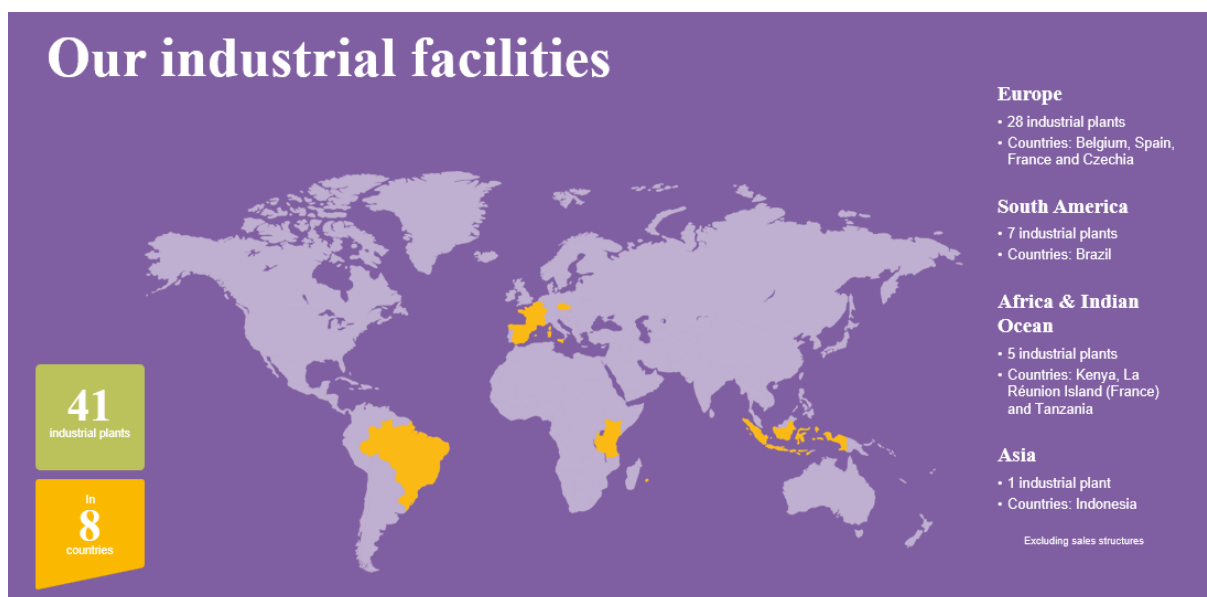 Our industrial facilities
Europe
• 28 industrial plants
• Countries: Belgium, Spain,
France and Czechia
South America
• 7 industrial plants
• Countries: Brazil
Africa & Indian
Ocean
• 5 industrial plants
• Countries: Kenya, La
Réunion Island (France)
and Tanzania
Asia
• 1 industrial plant
• Countries: Indonesia
Excluding sales structures
41
industrial plants
In
8
countries